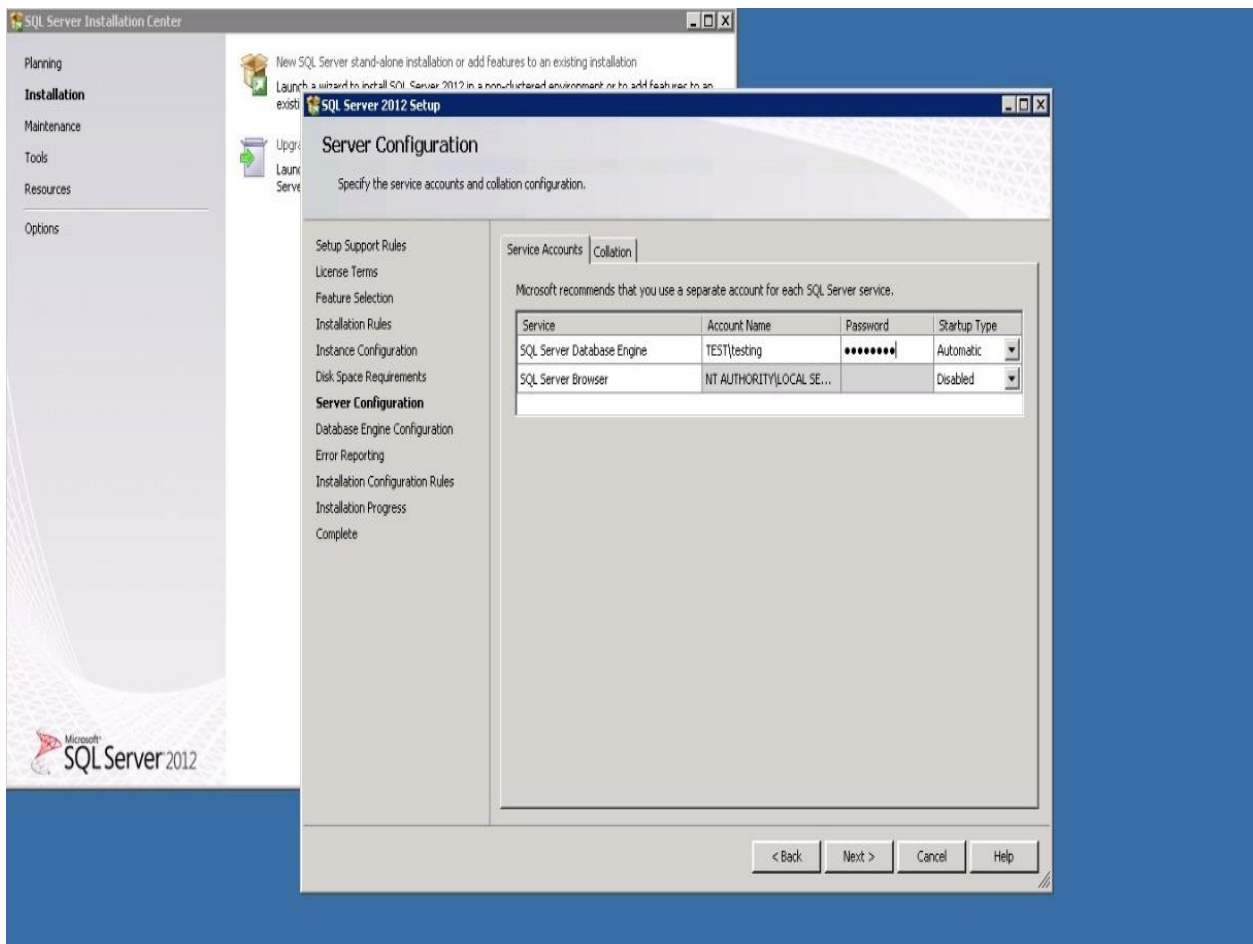 SQL Server Installation Center
Planning
Installation
Maintenance
Tools
Resources
Options
New SQL Server stand-alone installation or add features to an existing installation
Launch a wizard to install SQL Server 2012 in a non-clustered environment or to add features to an
existi
Upgra
Laun
Serve
Microsoft
SQL Server 2012
SQL Server 2012 Setup
Server Configuration
Specify the service accounts and collation configuration.
Setup Support Rules
License Terms
Feature Selection
Installation Rules
Instance Configuration
Disk Space Requirements
Server Configuration
Database Engine Configuration
Error Reporting
Installation Configuration Rules
Installation Progress
Complete
Service Accounts Collation
Microsoft recommends that you use a separate account for each SQL Server service.
Service Account Name Password Startup Type
SQL Server Database Engine TEST\testing ●●●●●●●● Automatic
SQL Server Browser NT AUTHORITY\LOCAL SE... Disabled
< Back Next > Cancel Help